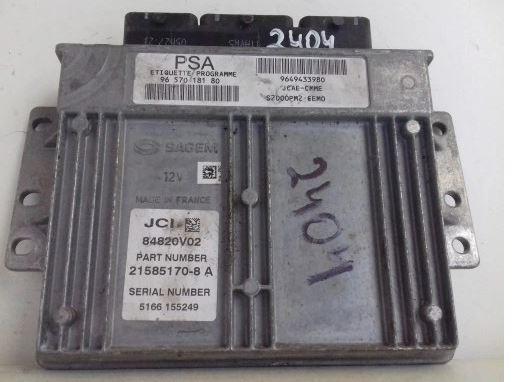 2404
PSA
ETIQUETTE/PROGRAMME
96 570 181 80
9649433980
JCAE-CMME
S2000PM2 EEMO
SAGEM
12V
MADE IN FRANCE
JCI
84820V02
PART NUMBER
21585170-8 A
SERIAL NUMBER
5166 155249
2404